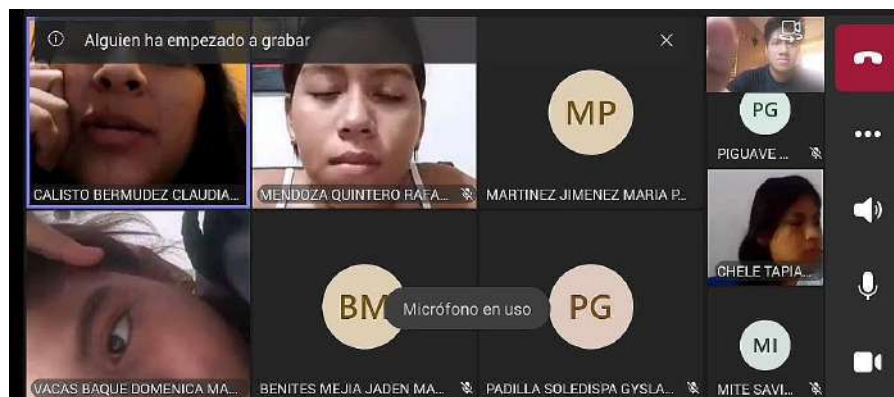 Alguien ha empezado a grabar
CALISTO BERMUDEZ CLAUDIA...
MENDOZA QUINTERO RAFA...
MP
MARTINEZ JIMENEZ MARIA P...
PG
PIGUAVE ...
CHELE TAPIA...
VACAS BAQUE DOMENICA MA...
BM
BENITES MEJIA JADEN MA...
Micrófono en uso
PG
PADILLA SOLEDISPA GYSLA...
MI
MITE SAVI...